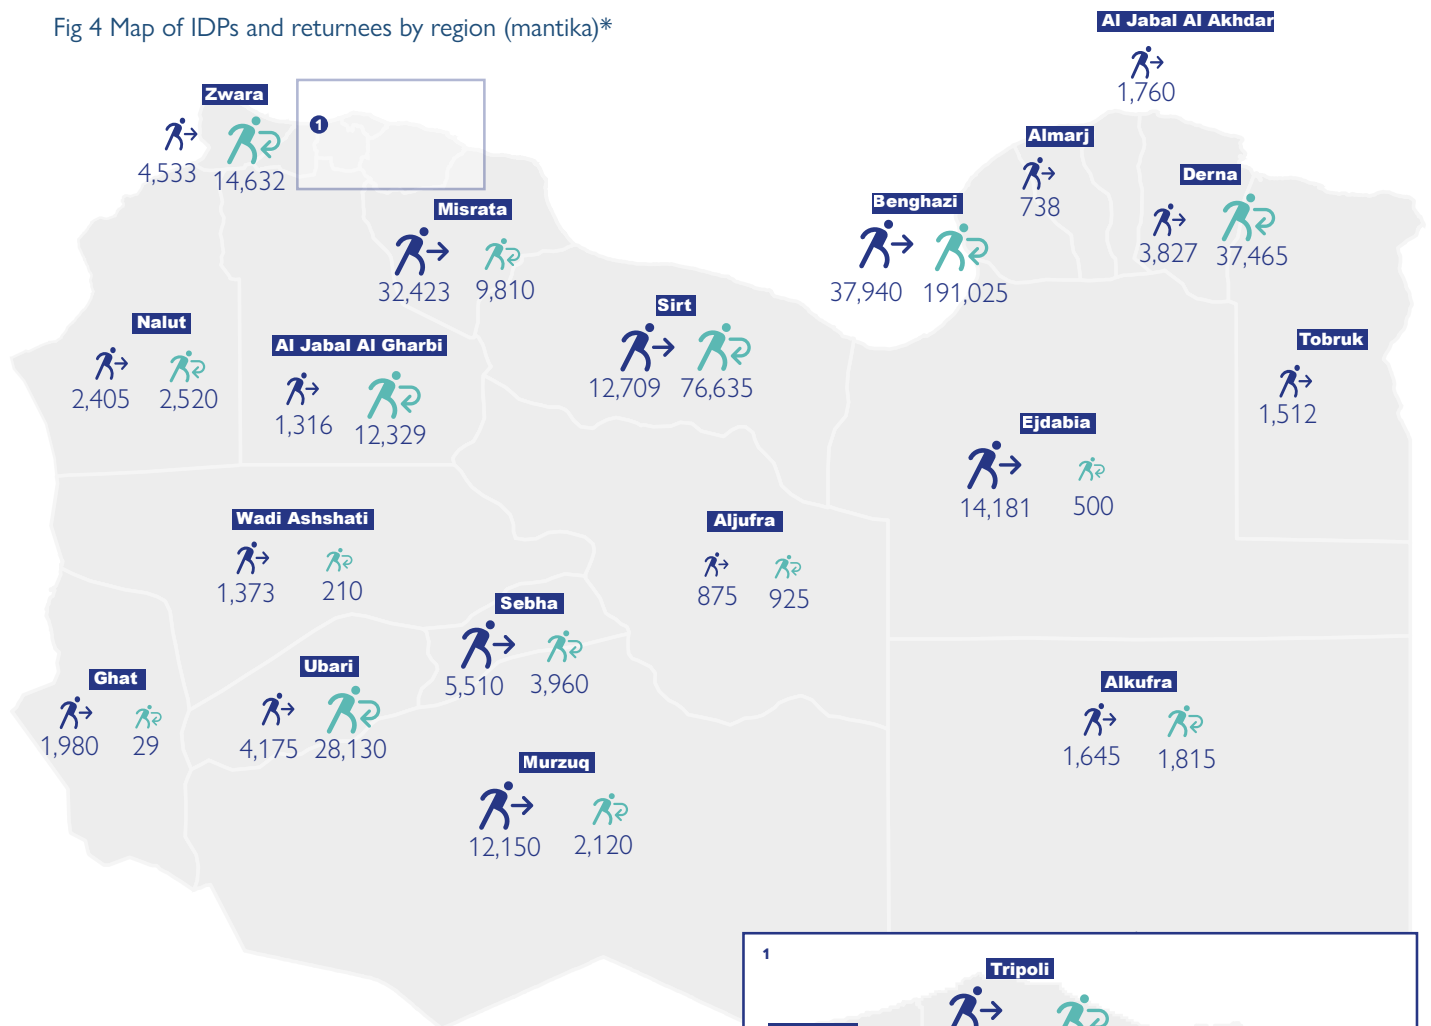 Fig 4 Map of IDPs and returnees by region (mantika)*
Al Jabal Al Akhdar
1,760
Zwara
4,533 14,632
1
Almarj
738
Derna
3,827 37,465
Benghazi
37,940 191,025
Misrata
32,423 9,810
Sirt
12,709 76,635
Nalut
2,405 2,520
Al Jabal Al Gharbi
1,316 12,329
Tobruk
1,512
Ejdabia
14,181 500
Wadi Ashshati
1,373 210
Aljufra
875 925
Sebha
5,510 3,960
Ghat
1,980 29
Ubari
4,175 28,130
Alkufra
1,645 1,815
Murzuq
12,150 2,120
1
Tripoli